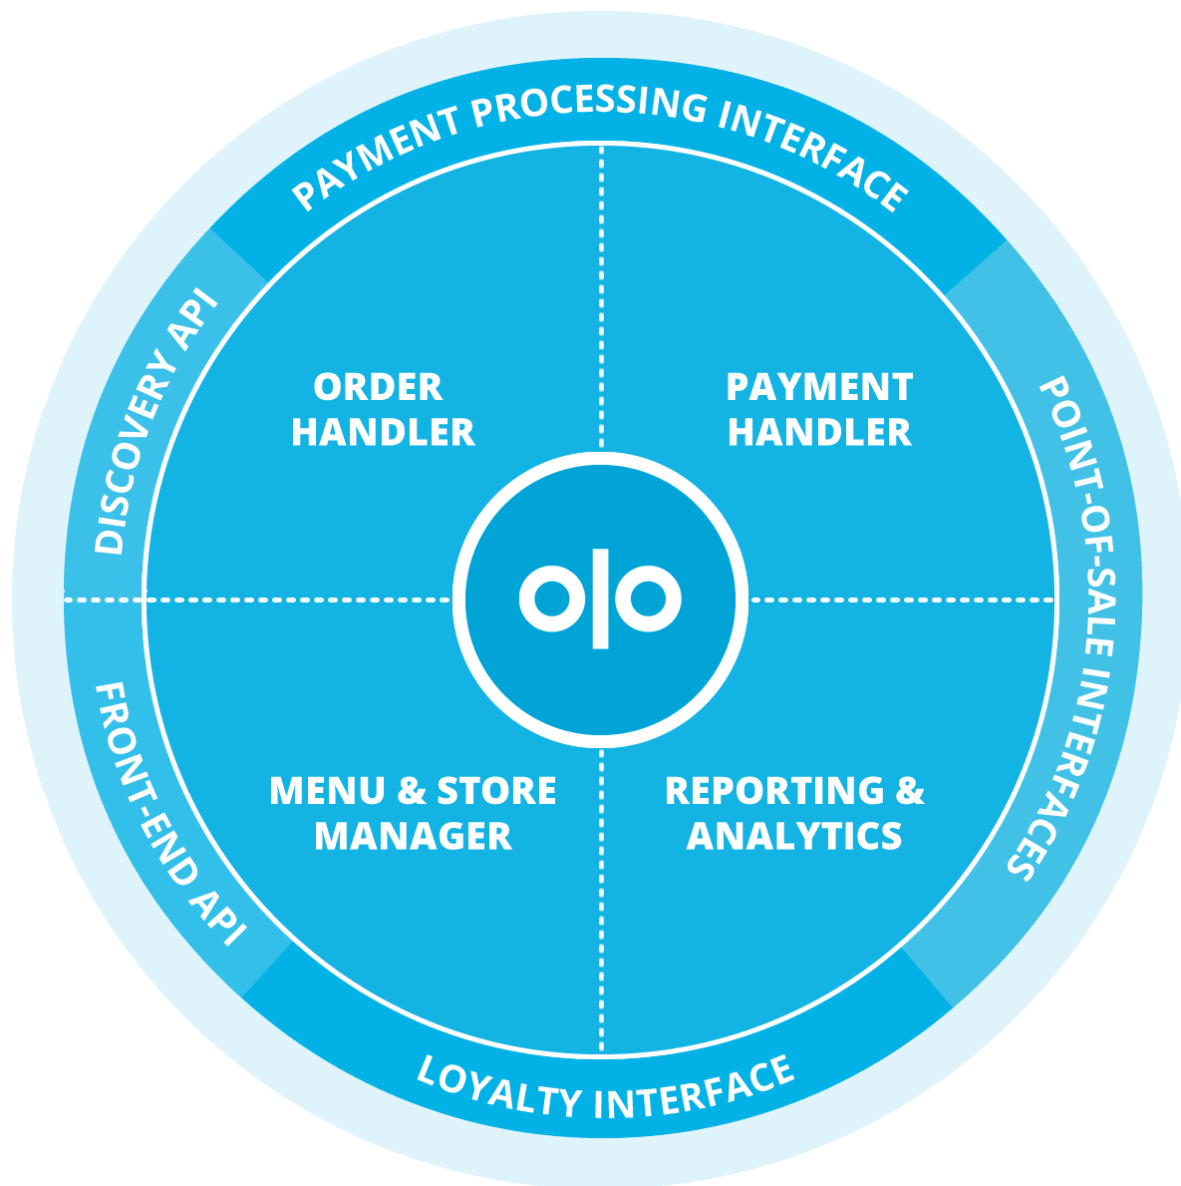 PAYMENT PROCESSING INTERFACE
DISCOVERY API
ORDER
HANDLER
PAYMENT
HANDLER
POINT-OF-SALE INTERFACES
olo
FRONT-END API
MENU & STORE
MANAGER
REPORTING &
ANALYTICS
LOYALTY INTERFACE